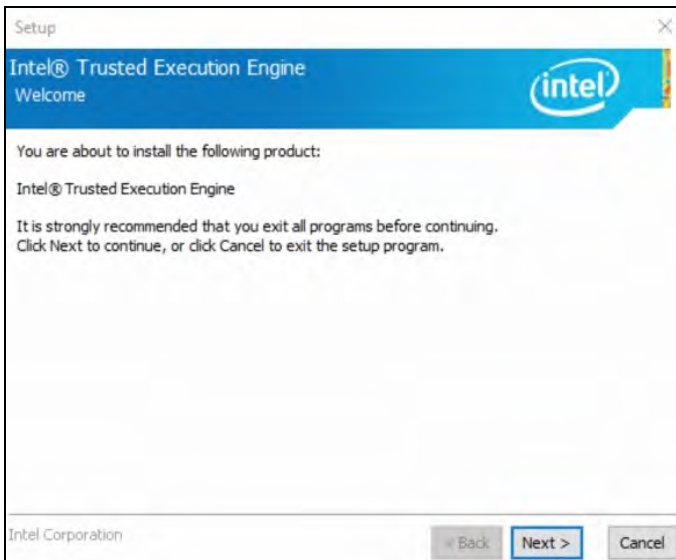 Setup
Intel® Trusted Execution Engine
Welcome
intel
You are about to install the following product:
Intel® Trusted Execution Engine
It is strongly recommended that you exit all programs before continuing.
Click Next to continue, or click Cancel to exit the setup program.
Intel Corporation
< Back
Next >
Cancel